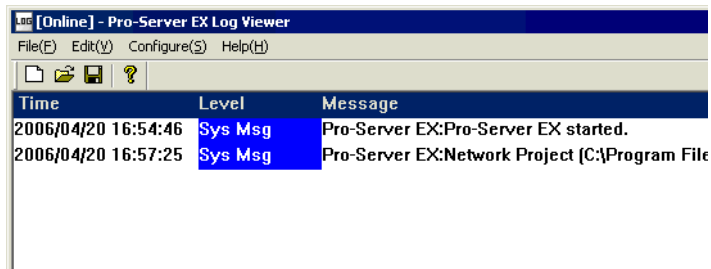 LOG [Online] - Pro-Server EX Log Viewer
File(F) Edit(V) Configure(S) Help(H)
Time Level Message
2006/04/20 16:54:46 Sys Msg Pro-Server EX:Pro-Server EX started.
2006/04/20 16:57:25 Sys Msg Pro-Server EX:Network Project (C:\Program File